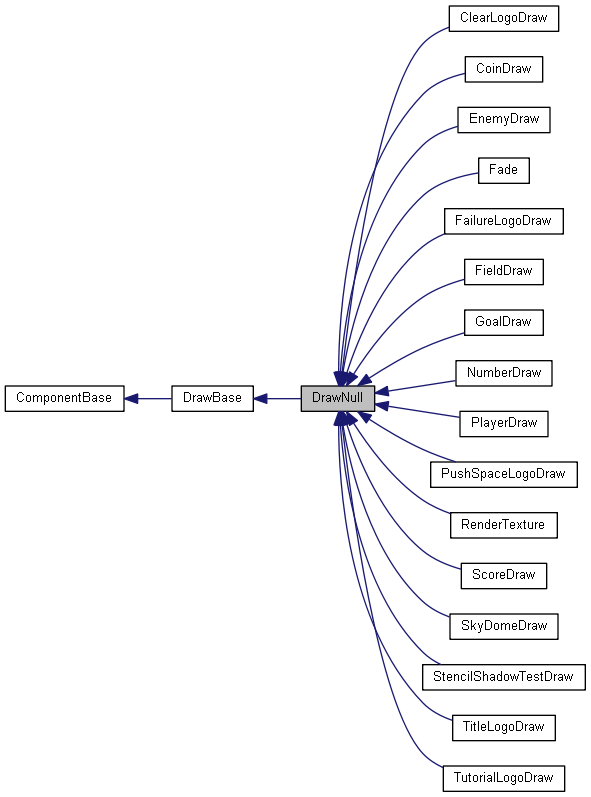 ClearLogoDraw
CoinDraw
EnemyDraw
Fade
FailureLogoDraw
FieldDraw
GoalDraw
NumberDraw
ComponentBase
DrawBase
DrawNull
PlayerDraw
PushSpaceLogoDraw
RenderTexture
ScoreDraw
SkyDomeDraw
StencilShadowTestDraw
TitleLogoDraw
TutorialLogoDraw